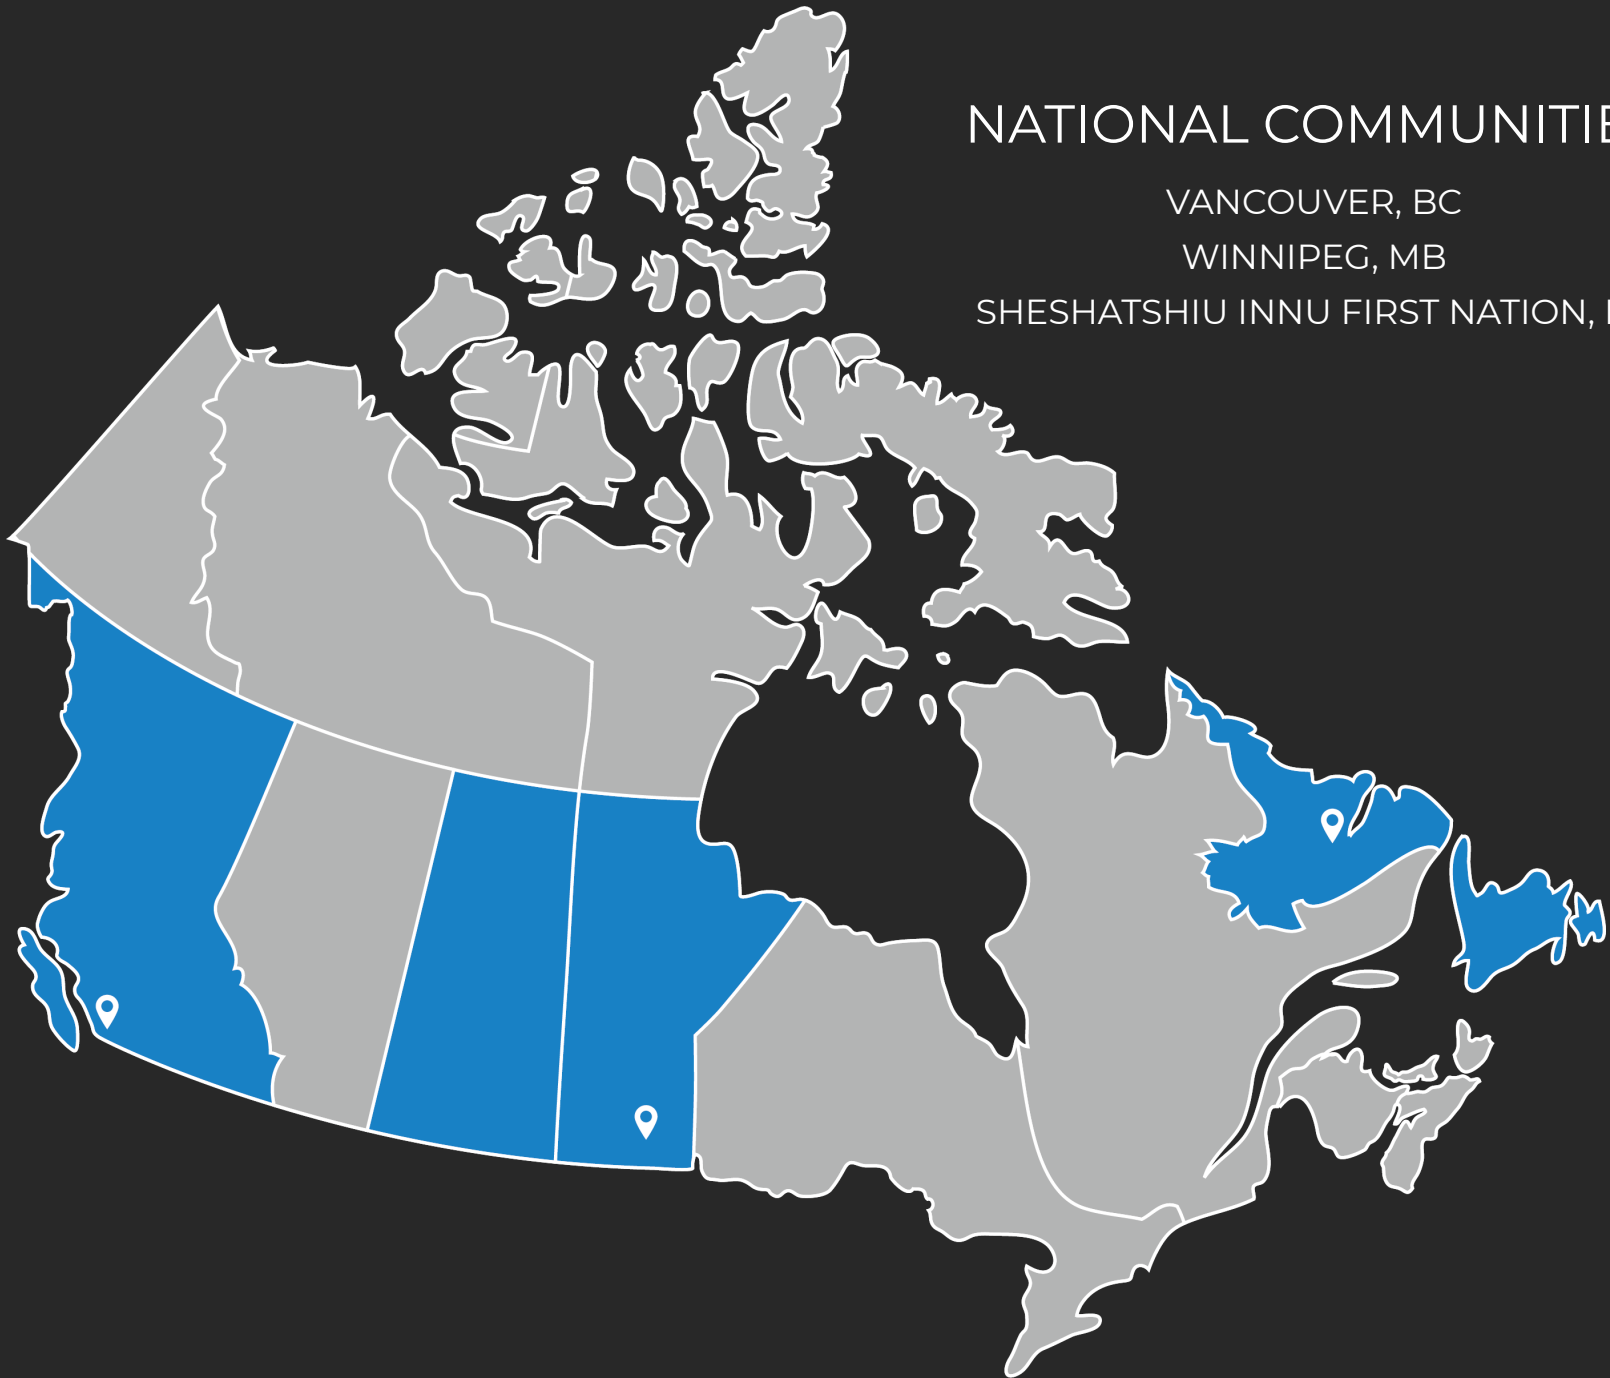 NATIONAL COMMUNITIE
VANCOUVER, BC
WINNIPEG, MB
SHESHATSHIU INNU FIRST NATION,